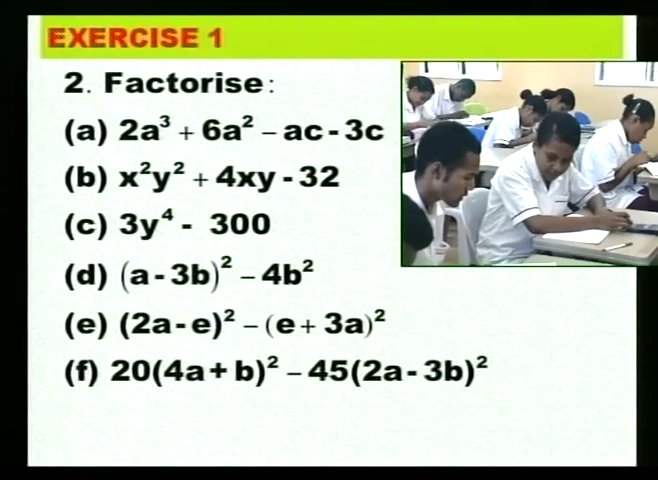 EXERCISE 1
2. Factorise:
(a) 2a³ + 6a² – ac - 3c
(b) x²y² + 4xy - 32
(c) 3y⁴ - 300
(d) (a - 3b)² – 4b²
(e) (2a - e)² – (e + 3a)²
(f) 20(4a + b)² – 45(2a - 3b)²